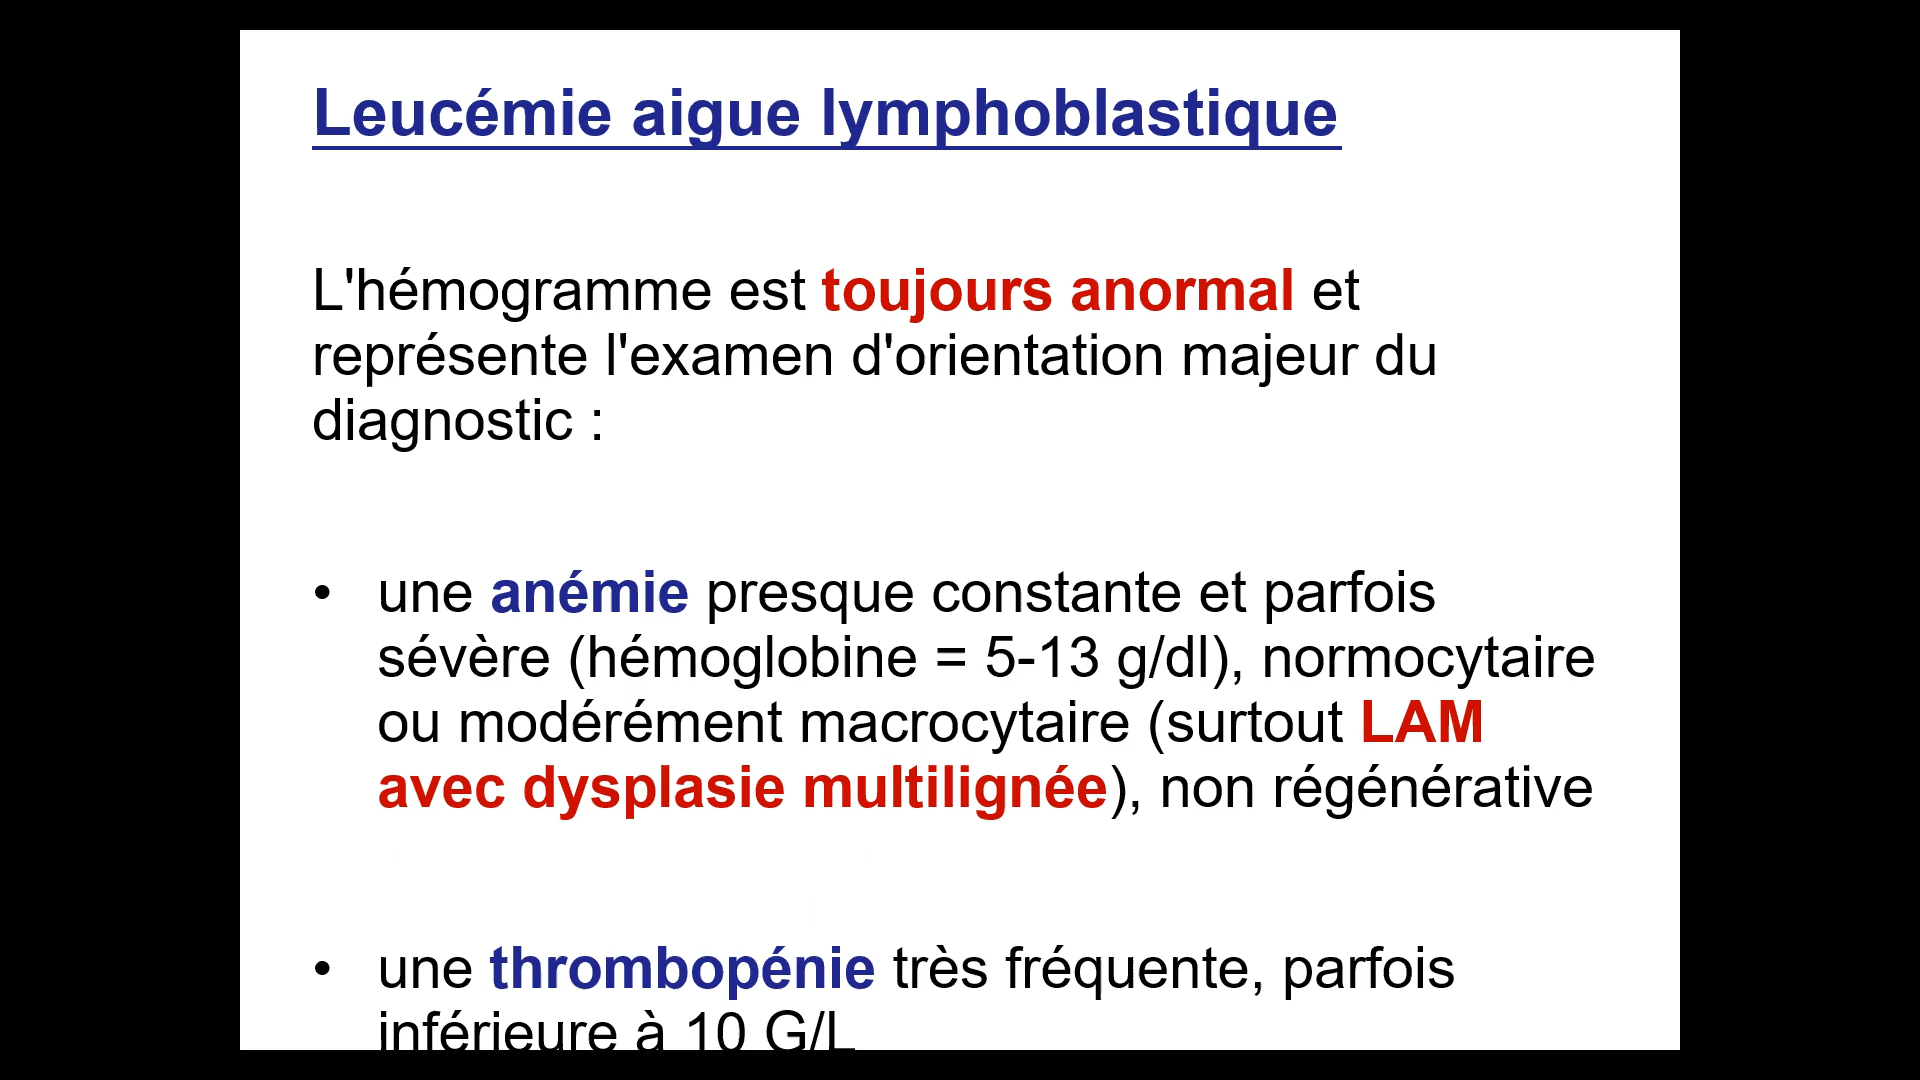 Leucémie aigue lymphoblastique
L'hémogramme est toujours anormal et
représente l'examen d'orientation majeur du
diagnostic :
• une anémie presque constante et parfois
sévère (hémoglobine = 5-13 g/dl), normocytaire
ou modérément macrocytaire (surtout LAM
avec dysplasie multilignée), non régénérative
• une thrombopénie très fréquente, parfois
inférieure à 10 G/L